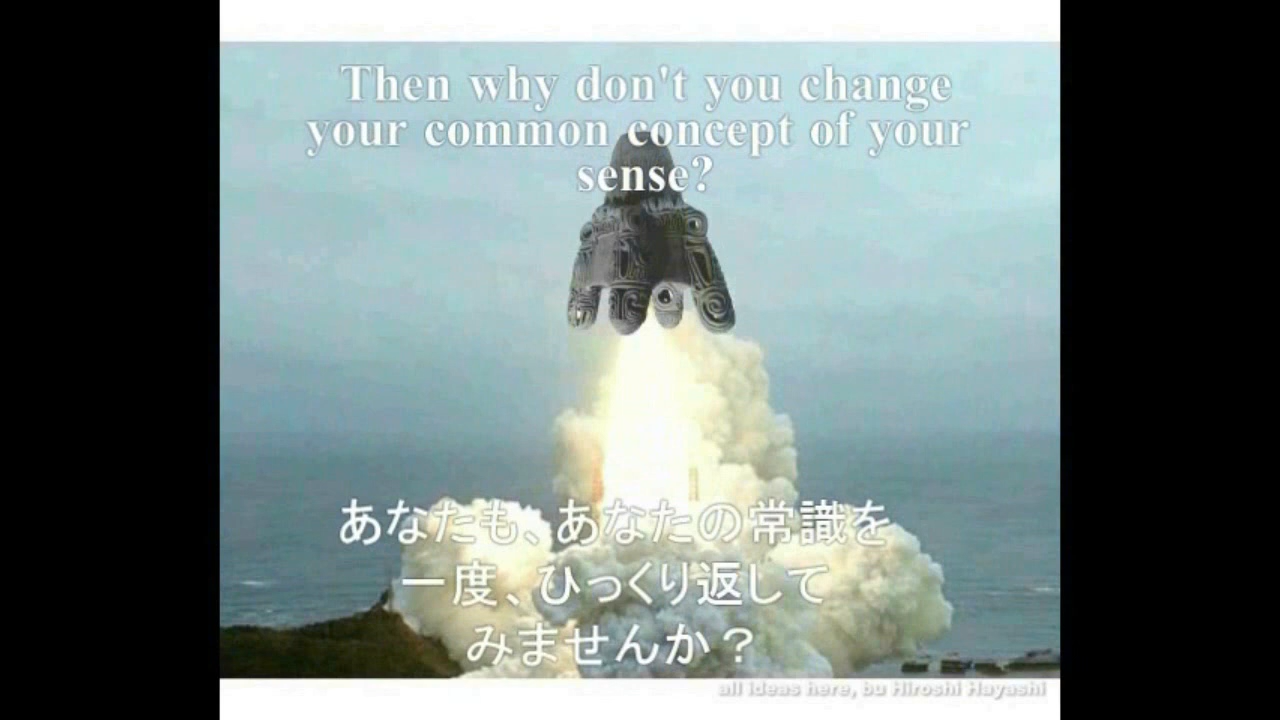 Then why don't you change
your common concept of your
sense?
あなたも、あなたの常識を
一度、ひっくり返して
みませんか？
all ideas here, bu Hiroshi Hayashi